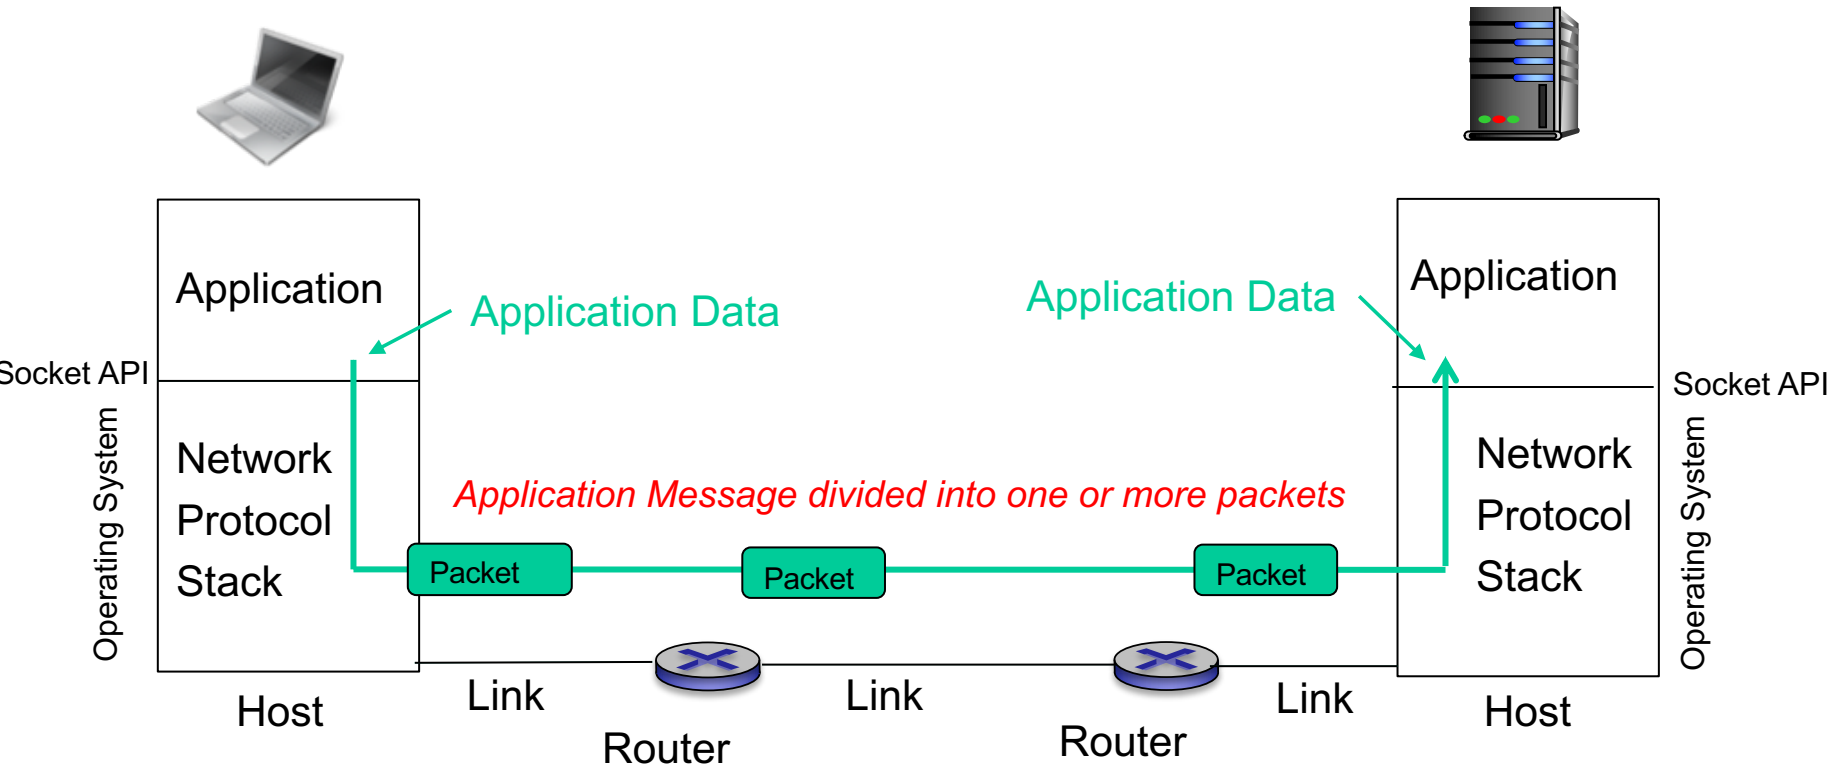 Application
Application Data
Application Data
Application
Socket API
Socket API
Operating System
Network
Protocol
Stack
Application Message divided into one or more packets
Packet
Packet
Packet
Network
Protocol
Stack
Operating System
Host
Link
Router
Link
Router
Link
Host